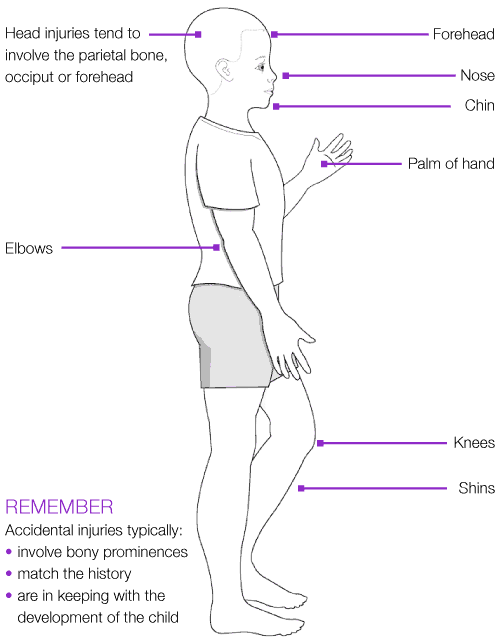 Head injuries tend to
involve the parietal bone,
occiput or forehead
Forehead
Nose
Chin
Palm of hand
Elbows
Knees
Shins
REMEMBER
Accidental injuries typically:
• involve bony prominences
• match the history
• are in keeping with the
development of the child